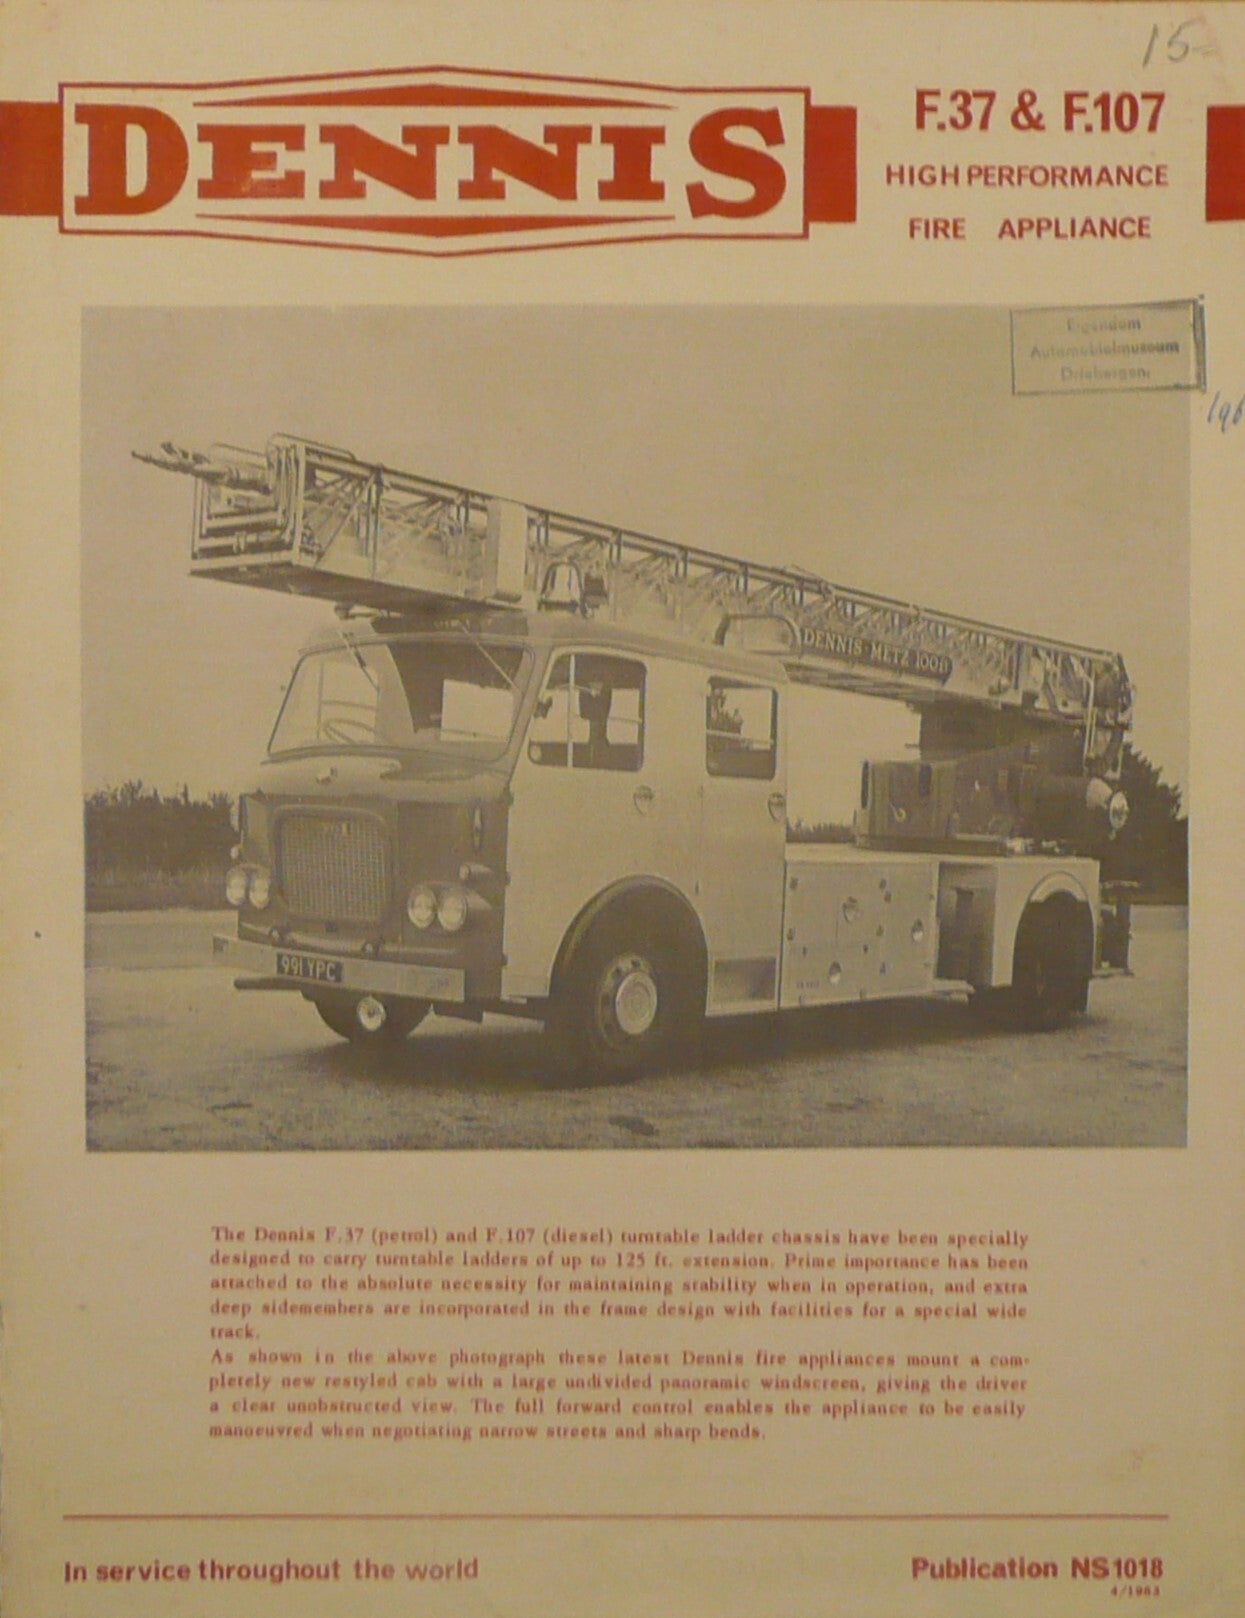 15-
DENNIS
F.37 & F.107
HIGH PERFORMANCE
FIRE APPLIANCE
Eigendom
Automobielmuseum
Driebergen.
196
DENNIS-METZ 100ft
991 YPC
The Dennis F.37 (petrol) and F.107 (diesel) turntable ladder chassis have been specially
designed to carry turntable ladders of up to 125 ft. extension. Prime importance has been
attached to the absolute necessity for maintaining stability when in operation, and extra
deep sidemembers are incorporated in the frame design with facilities for a special wide
track.
As shown in the above photograph these latest Dennis fire appliances mount a com-
pletely new restyled cab with a large undivided panoramic windscreen, giving the driver
a clear unobstructed view. The full forward control enables the appliance to be easily
manoeuvred when negotiating narrow streets and sharp bends.
In service throughout the world
Publication NS1018
4/1963